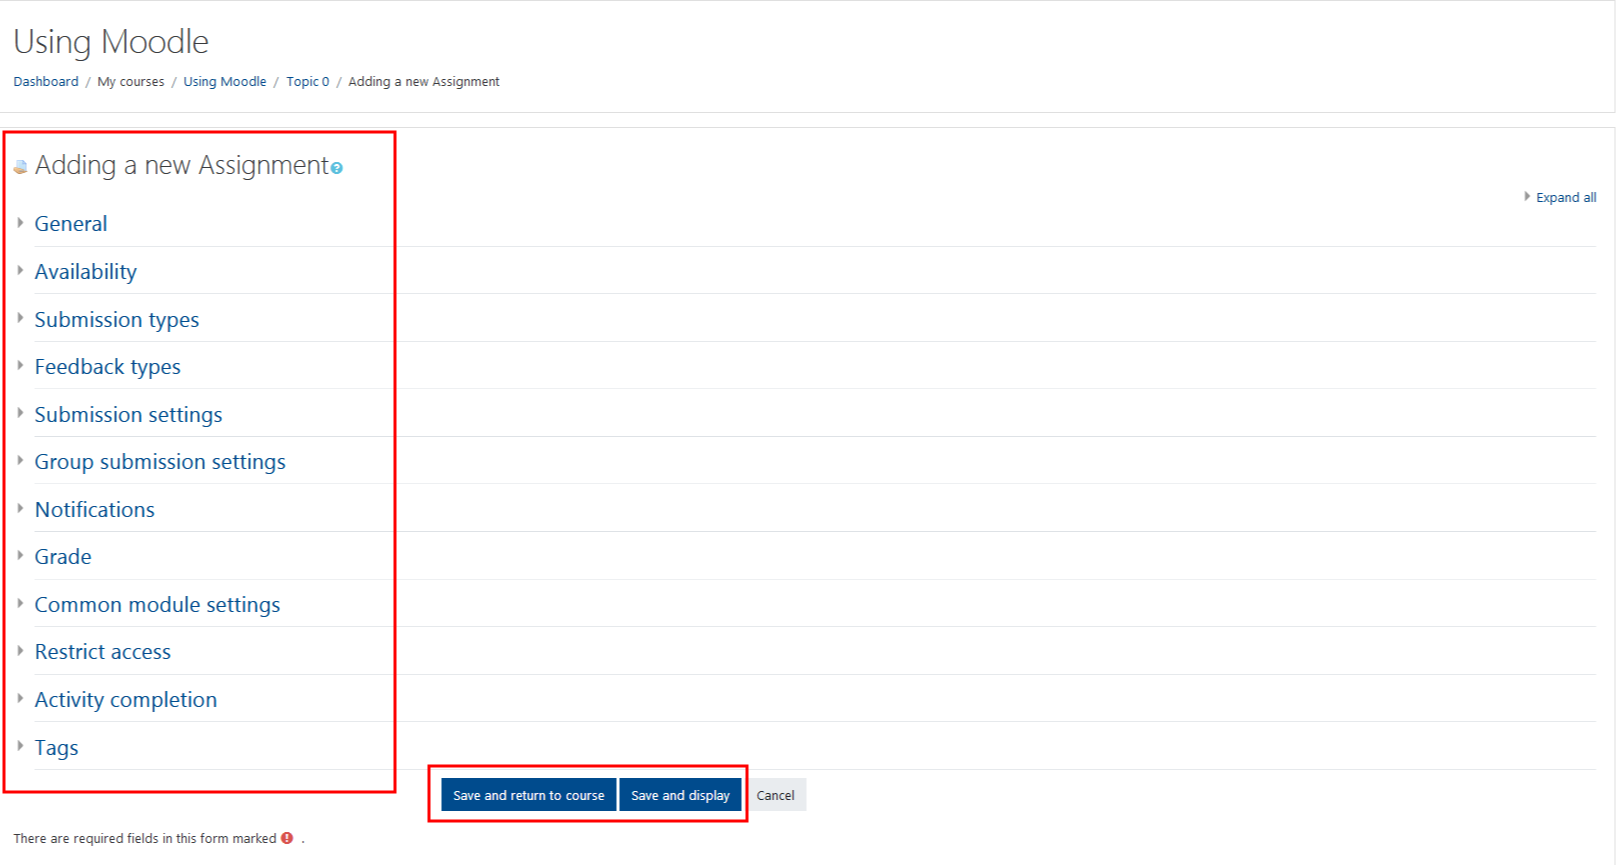 Using Moodle
Dashboard / My courses / Using Moodle / Topic 0 / Adding a new Assignment
Adding a new Assignment
Expand all
General
Availability
Submission types
Feedback types
Submission settings
Group submission settings
Notifications
Grade
Common module settings
Restrict access
Activity completion
Tags
Save and return to course Save and display Cancel
There are required fields in this form marked .